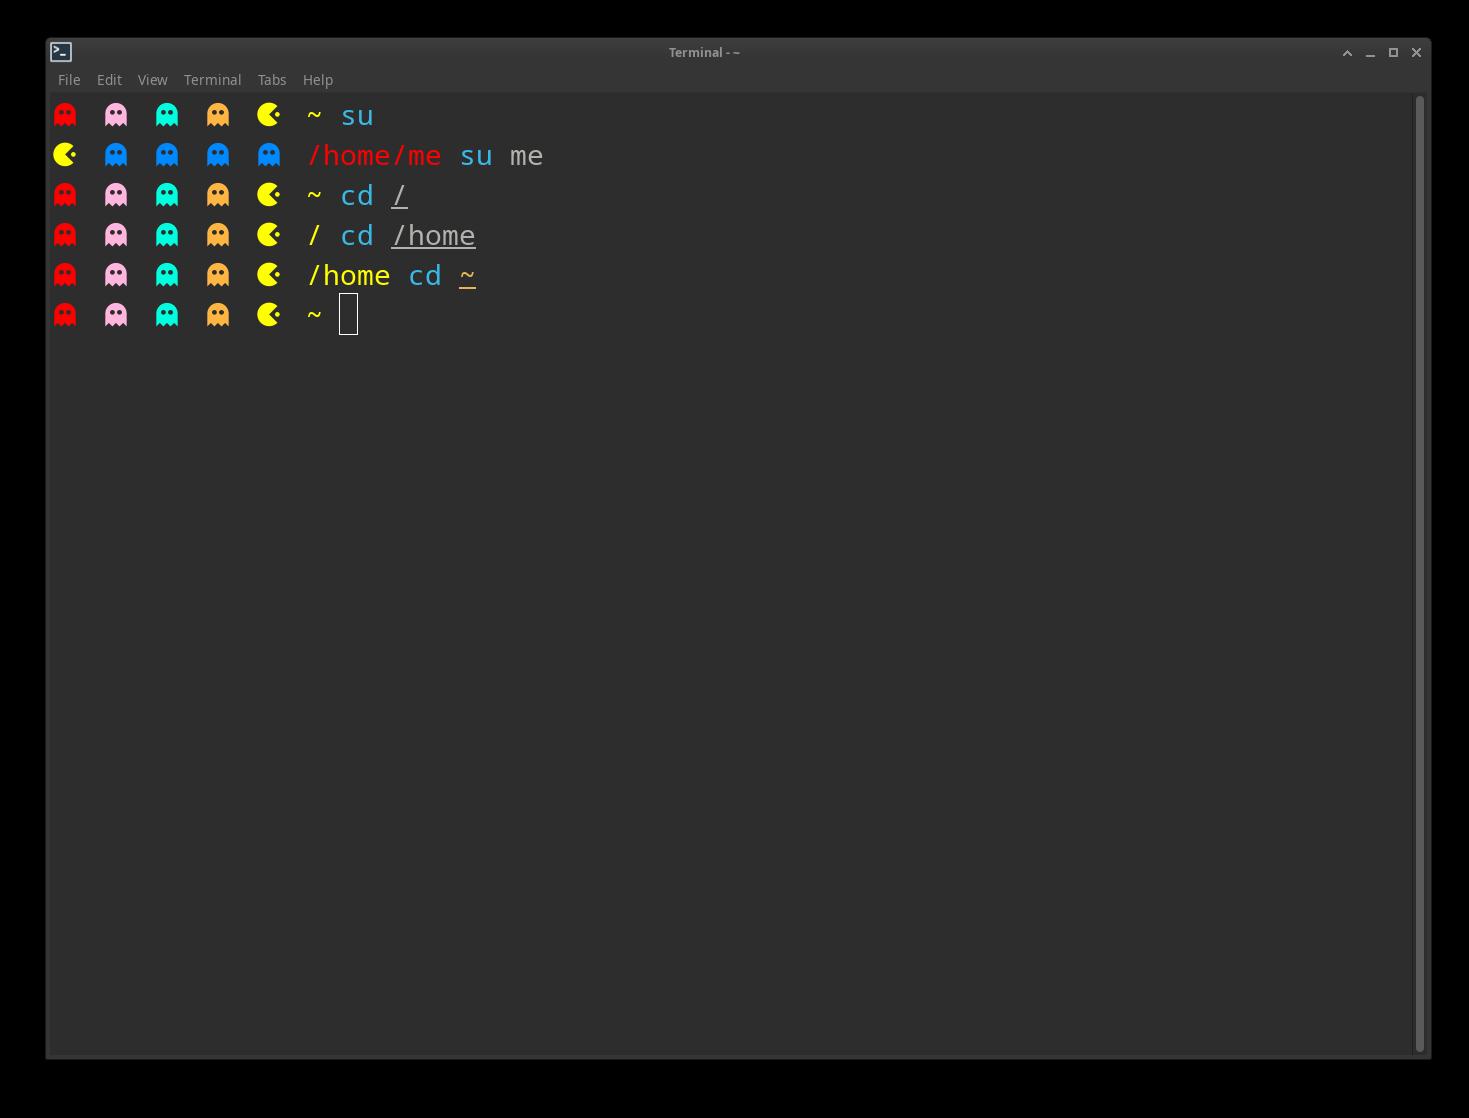 Terminal - ~
File Edit View Terminal Tabs Help
~ su
/home/me su me
~ cd /
/ cd /home
/home cd ~
~